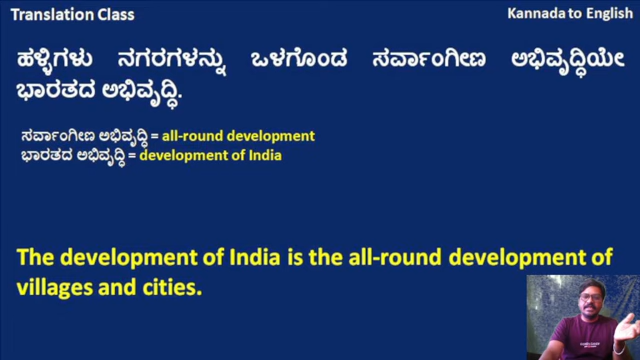 Translation Class
Kannada to English
ಹಳ್ಳಿಗಳು ನಗರಗಳನ್ನು ಒಳಗೊಂಡ ಸರ್ವಾಂಗೀಣ ಅಭಿವೃದ್ಧಿಯೇ
ಭಾರತದ ಅಭಿವೃದ್ಧಿ.
ಸರ್ವಾಂಗೀಣ ಅಭಿವೃದ್ಧಿ = all-round development
ಭಾರತದ ಅಭಿವೃದ್ಧಿ = development of India
The development of India is the all-round development of
villages and cities.